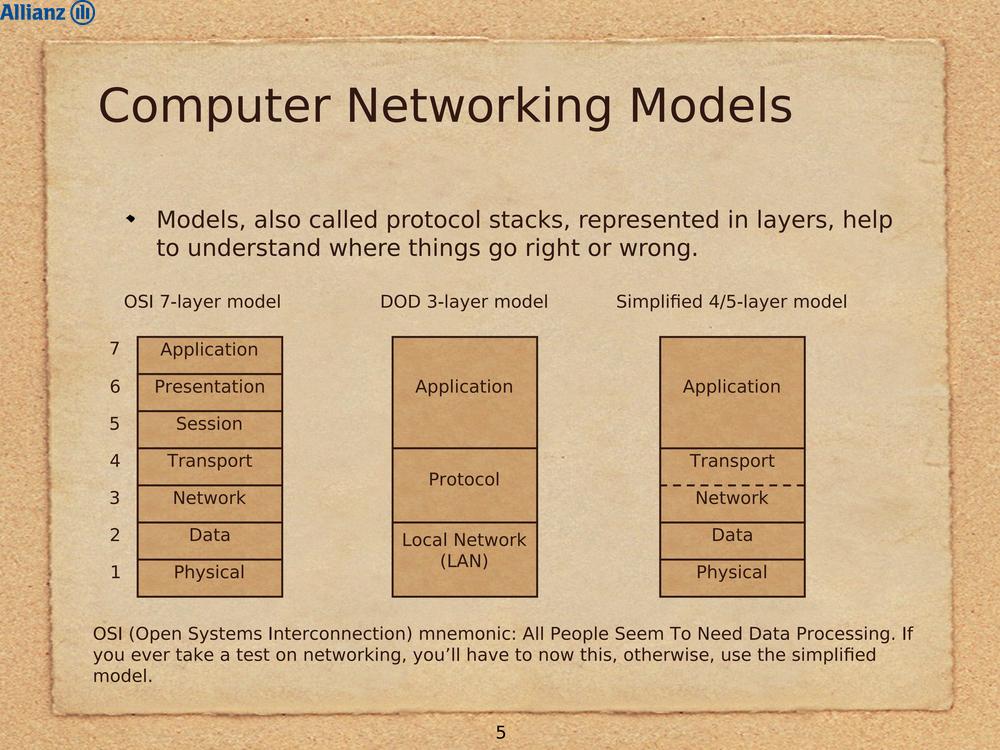 Allianz
Computer Networking Models
Models, also called protocol stacks, represented in layers, help
to understand where things go right or wrong.
OSI 7-layer model
DOD 3-layer model
Simplified 4/5-layer model
7 Application
6 Presentation
5 Session
4 Transport
3 Network
2 Data
1 Physical
Application
Protocol
Local Network
(LAN)
Application
Transport
Network
Data
Physical
OSI (Open Systems Interconnection) mnemonic: All People Seem To Need Data Processing. If
you ever take a test on networking, you’ll have to now this, otherwise, use the simplified
model.
5